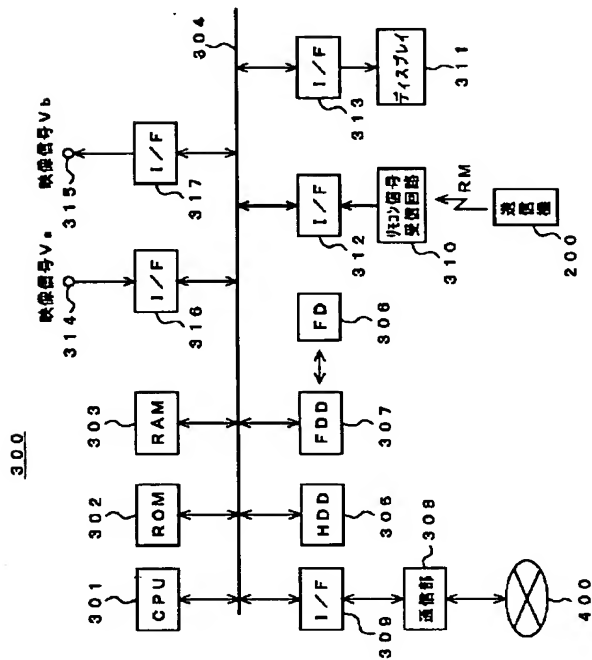 300
映像信号Va
314
映像信号Vb
315
301
CPU
302
ROM
303
RAM
I/F
316
I/F
317
304
I/F
309
HDD
305
FDD
307
FD
306
I/F
312
I/F
313
通信部
308
リモコン信号
受信回路
310
ディスプレイ
311
RM
400
送信機
200